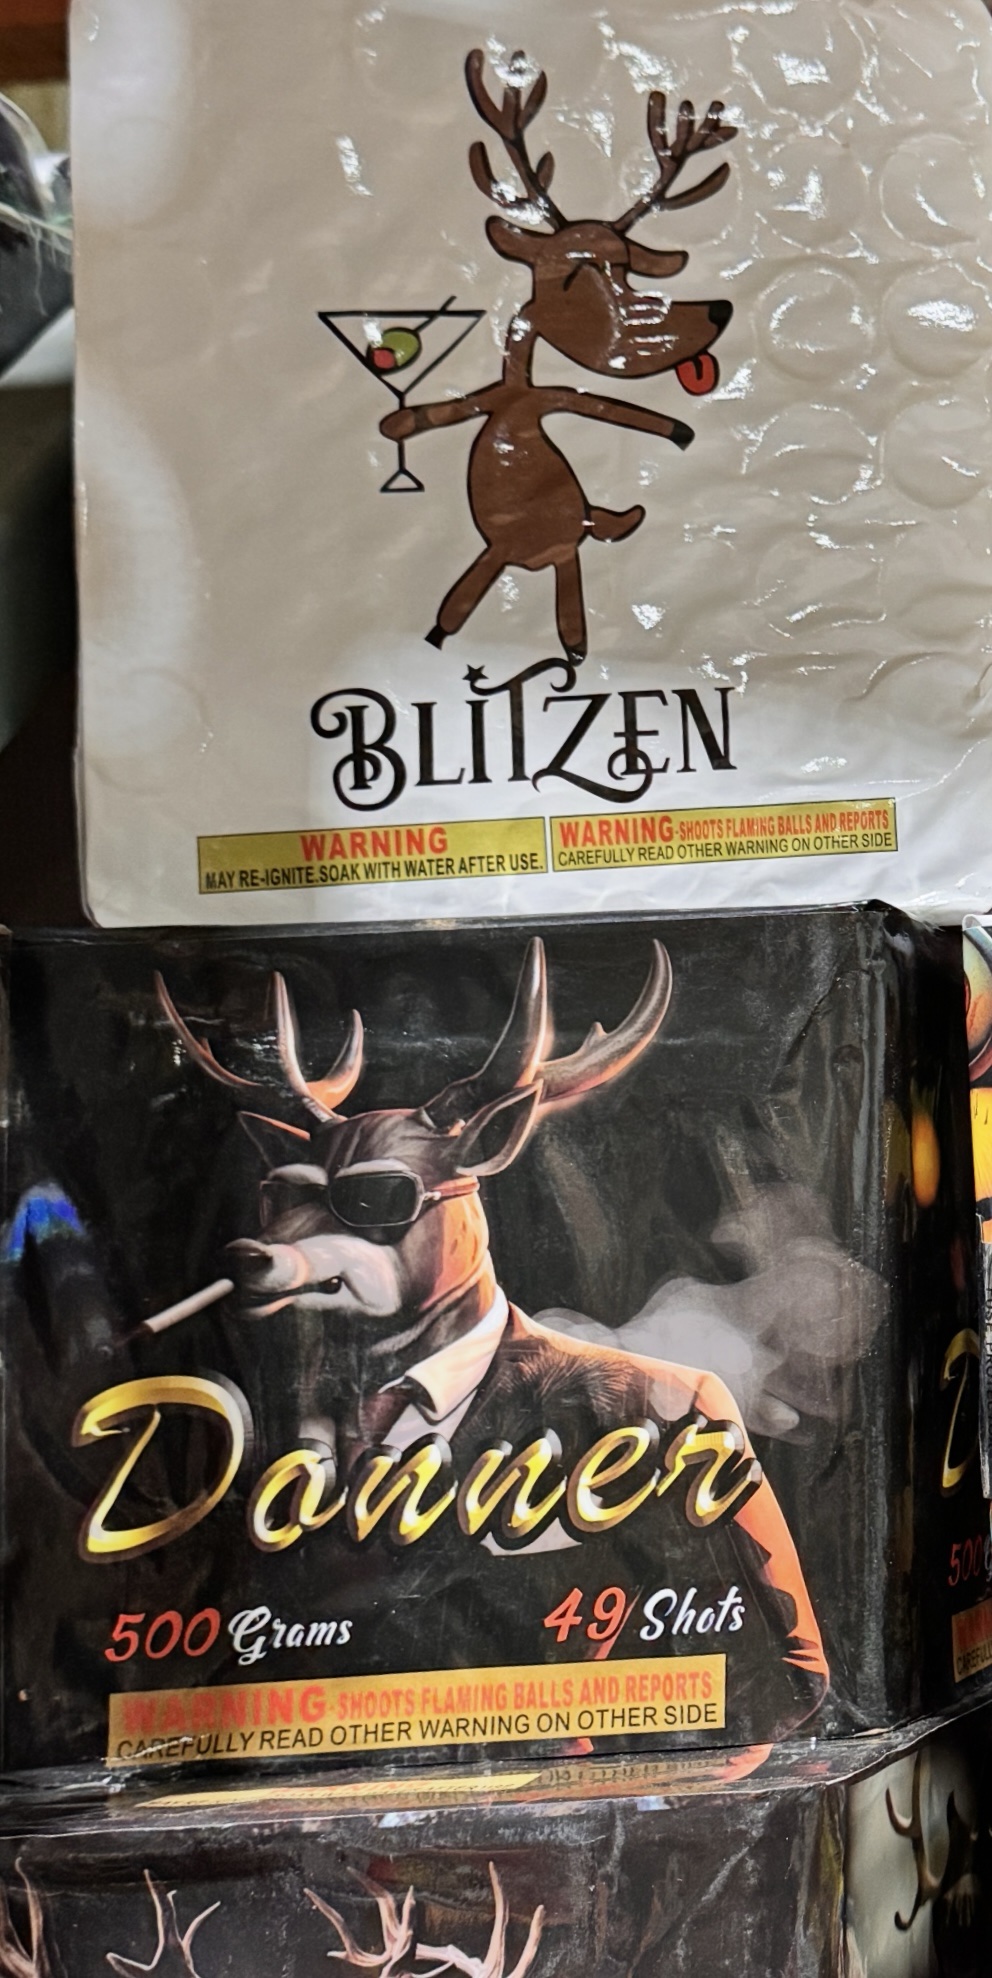 BLITZEN
WARNING
MAY RE-IGNITE.SOAK WITH WATER AFTER USE.
WARNING-SHOOTS FLAMING BALLS AND REPORTS
CAREFULLY READ OTHER WARNING ON OTHER SIDE
Donner
500 Grams
49 Shots
WARNING-SHOOTS FLAMING BALLS AND REPORTS
CAREFULLY READ OTHER WARNING ON OTHER SIDE
D
500